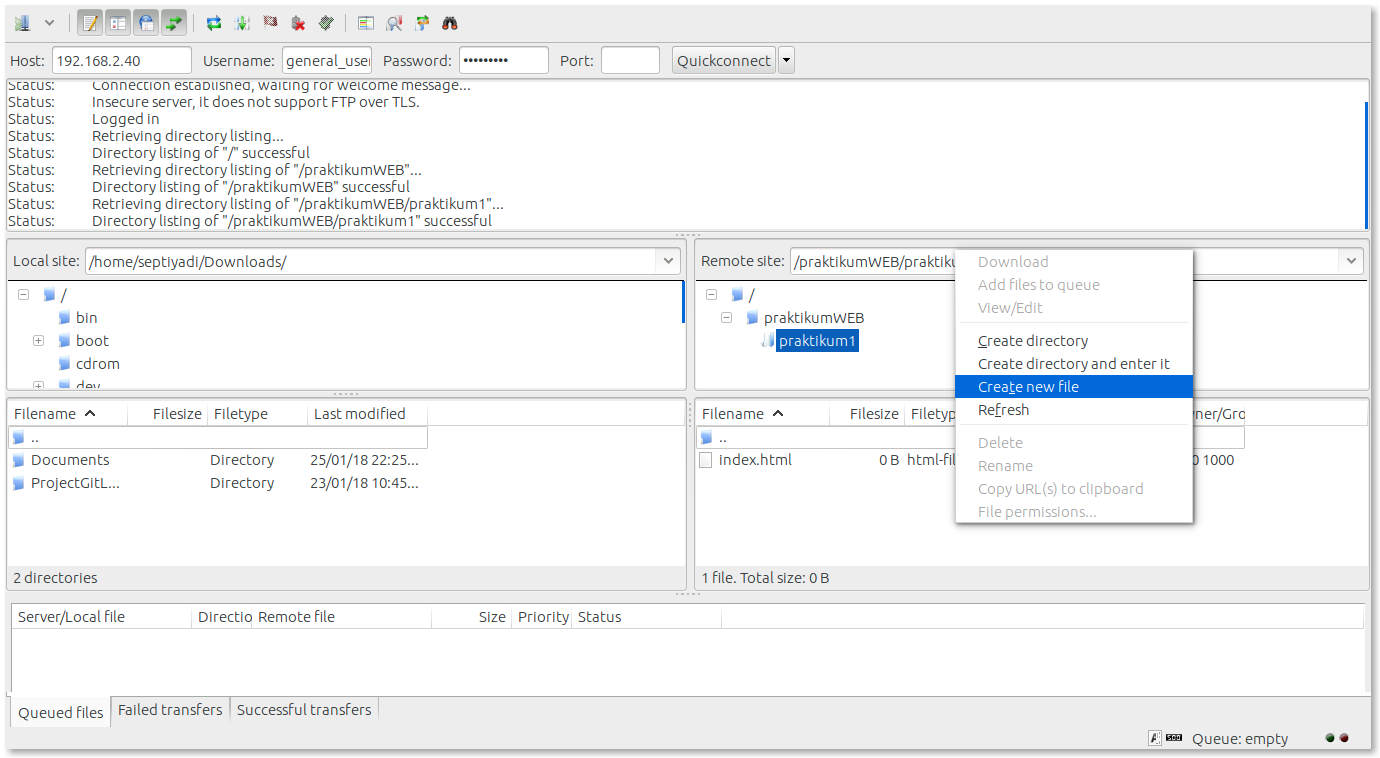 Host: 192.168.2.40 Username: general_use Password: ••••••••• Port: Quickconnect
Status: Connection established, waiting for welcome message...
Status: Insecure server, it does not support FTP over TLS.
Status: Logged in
Status: Retrieving directory listing...
Status: Directory listing of "/" successful
Status: Retrieving directory listing of "/praktikumWEB"...
Status: Directory listing of "/praktikumWEB" successful
Status: Retrieving directory listing of "/praktikumWEB/praktikum1"...
Status: Directory listing of "/praktikumWEB/praktikum1" successful
Local site: /home/septiyadi/Downloads/
/
bin
boot
cdrom
dev
Filename Filesize Filetype Last modified
..
Documents Directory 25/01/18 22:25...
ProjectGitL... Directory 23/01/18 10:45...
2 directories
Remote site: /praktikumWEB/praktiku
/
praktikumWEB
praktikum1
Filename Filesize Filetyp ner/Gro
..
index.html 0 B html-fil 0 1000
1 file. Total size: 0 B
Download
Add files to queue
View/Edit
Create directory
Create directory and enter it
Create new file
Refresh
Delete
Rename
Copy URL(s) to clipboard
File permissions...
Server/Local file Directio Remote file Size Priority Status
Queued files Failed transfers Successful transfers
Queue: empty